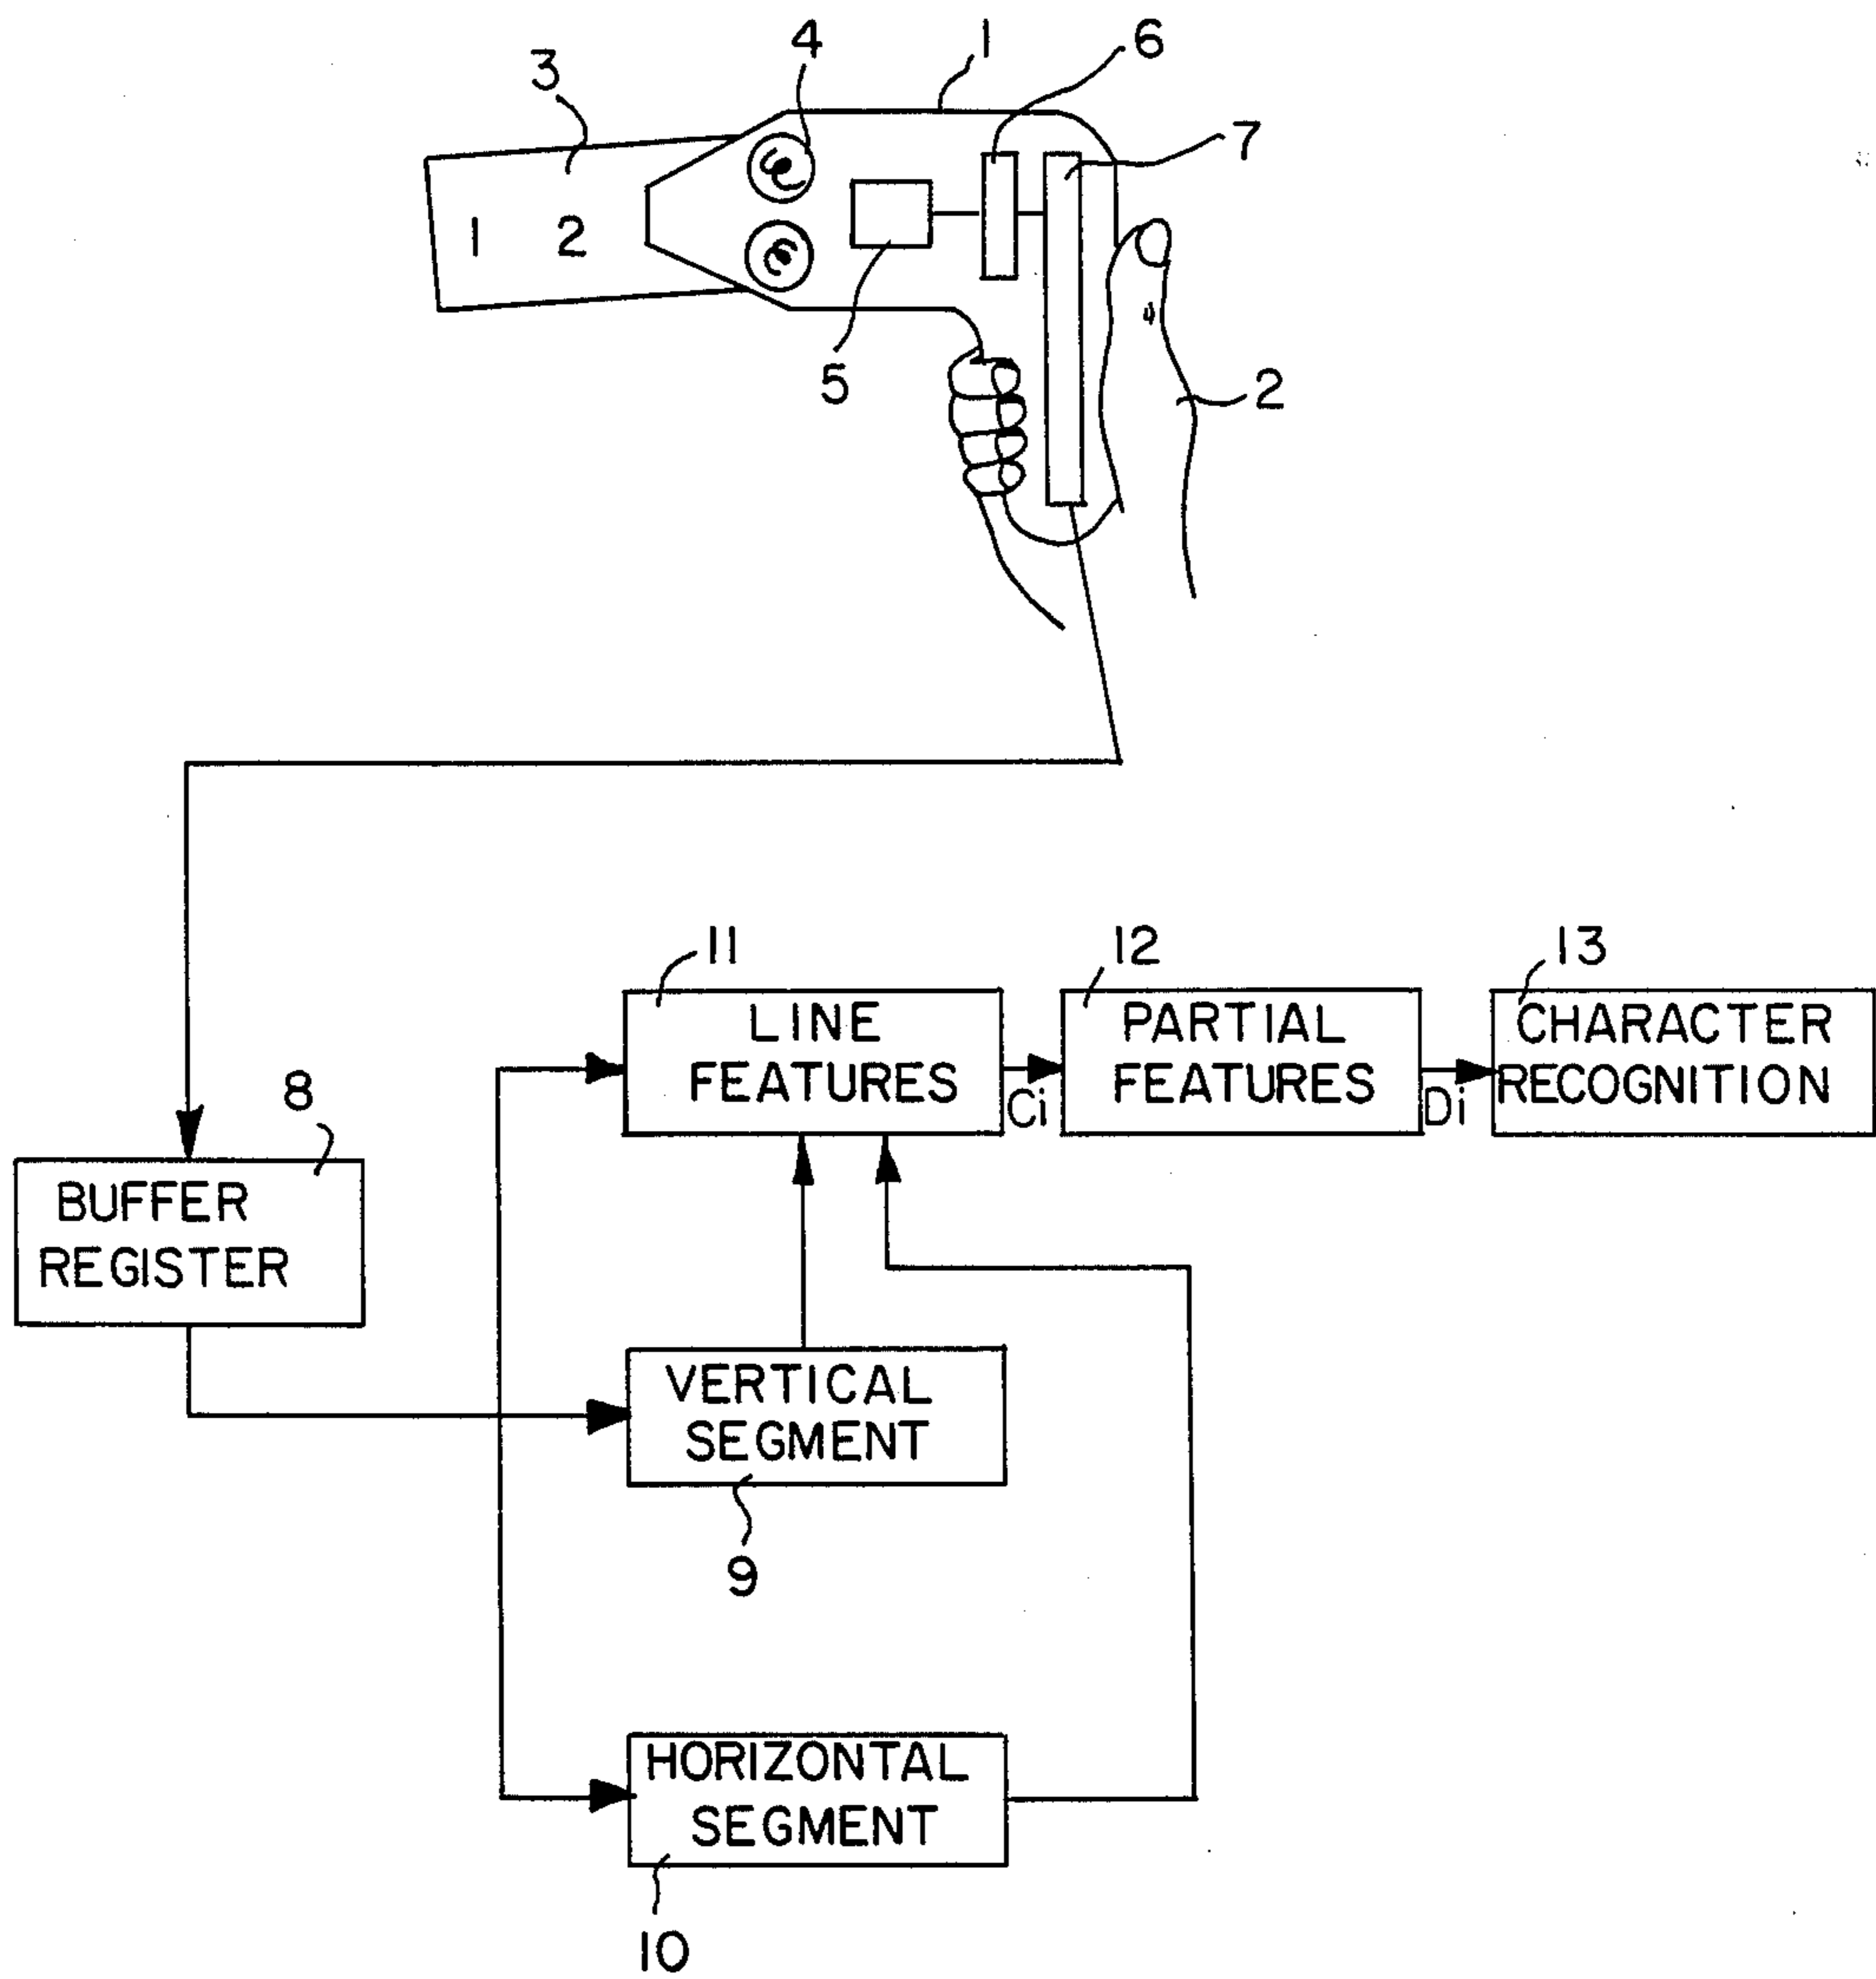 3
4
1
6
7
1 2
5
2
11
12
13
LINE
FEATURES
Ci
PARTIAL
FEATURES
Di
CHARACTER
RECOGNITION
8
BUFFER
REGISTER
VERTICAL
SEGMENT
9
HORIZONTAL
SEGMENT
10